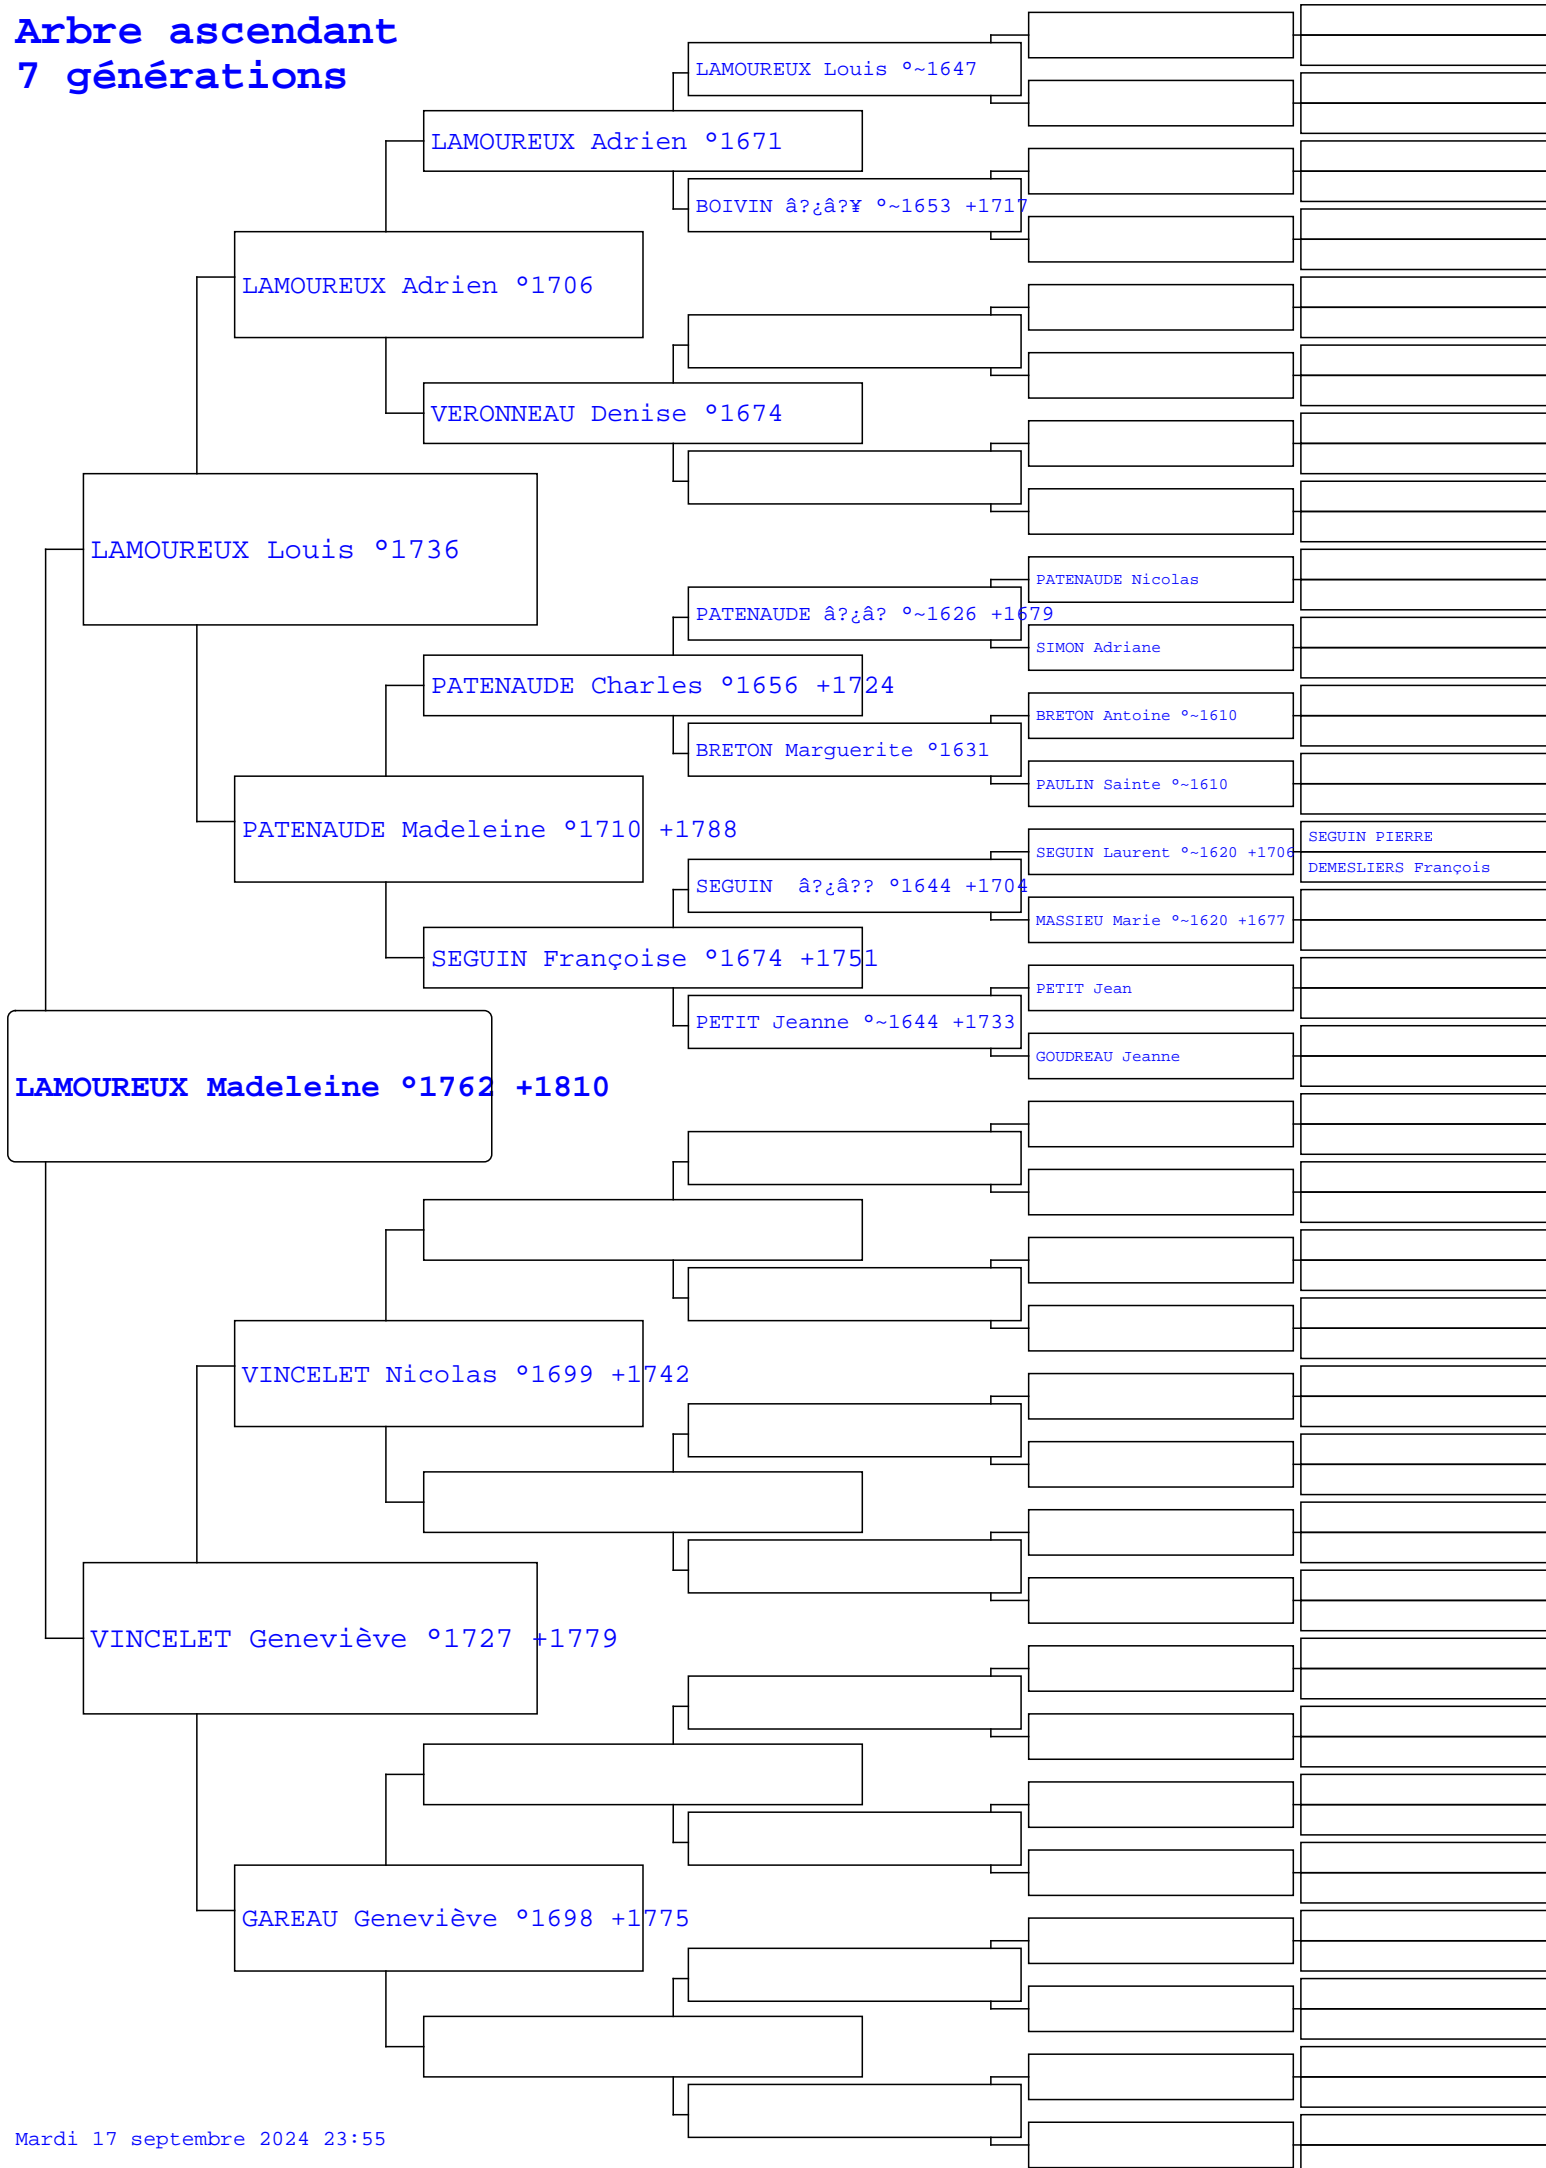 Arbre ascendant
7 générations
LAMOUREUX Louis °~1647
LAMOUREUX Adrien °1671
BOIVIN â?¿â?¥ °~1653 +1717
LAMOUREUX Adrien °1706
VERONNEAU Denise °1674
LAMOUREUX Louis °1736
PATENAUDE Nicolas
PATENAUDE â?¿â? °~1626 +1679
SIMON Adriane
PATENAUDE Charles °1656 +1724
BRETON Antoine °~1610
BRETON Marguerite °1631
PAULIN Sainte °~1610
PATENAUDE Madeleine °1710 +1788
SEGUIN PIERRE
SEGUIN Laurent °~1620 +1706
DEMESLIERS François
SEGUIN  â?¿â?? °1644 +1704
MASSIEU Marie °~1620 +1677
SEGUIN Françoise °1674 +1751
PETIT Jean
PETIT Jeanne °~1644 +1733
GOUDREAU Jeanne
LAMOUREUX Madeleine °1762 +1810
VINCELET Nicolas °1699 +1742
VINCELET Geneviève °1727 +1779
GAREAU Geneviève °1698 +1775
Mardi 17 septembre 2024 23:55